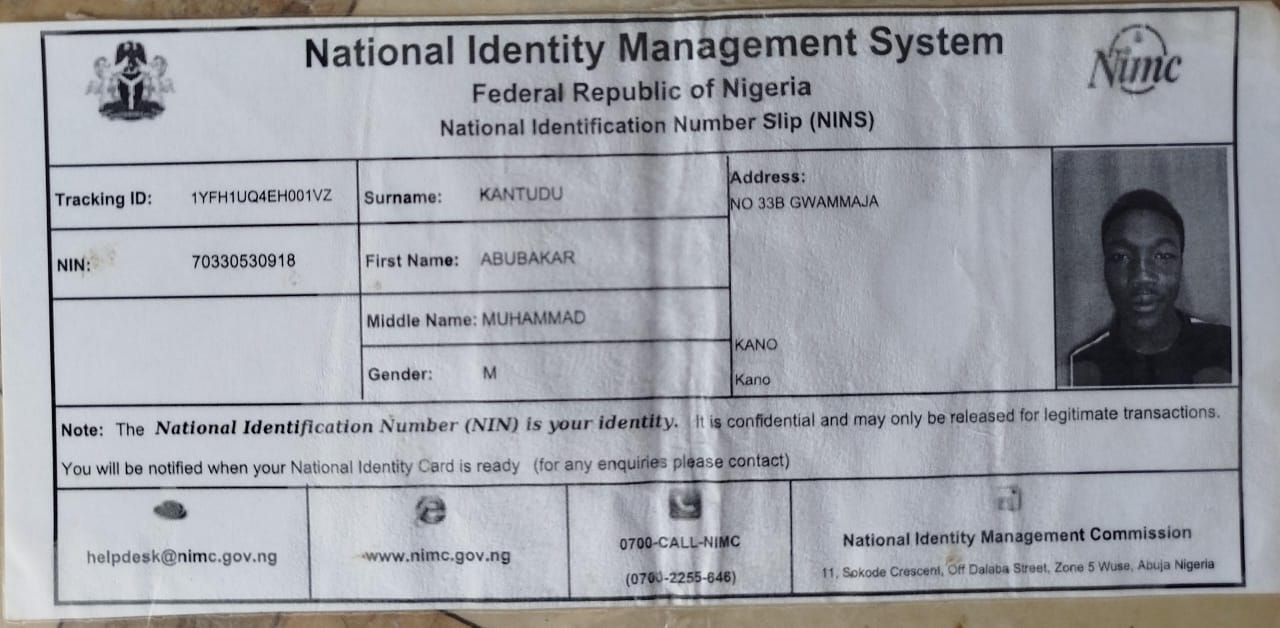 National Identity Management System
Federal Republic of Nigeria
National Identification Number Slip (NINS)
Nimc
Tracking ID: 1YFH1UQ4EH001VZ
Surname: KANTUDU
Address:
NO 33B GWAMMAJA
NIN: 70330530918
First Name: ABUBAKAR
Middle Name: MUHAMMAD
KANO
Gender: M
Kano
Note: The National Identification Number (NIN) is your identity. It is confidential and may only be released for legitimate transactions.
You will be notified when your National Identity Card is ready (for any enquiries please contact)
helpdesk@nimc.gov.ng
www.nimc.gov.ng
0700-CALL-NIMC
(0700-2255-646)
National Identity Management Commission
11, Sokode Crescent, Off Dalaba Street, Zone 5 Wuse, Abuja Nigeria